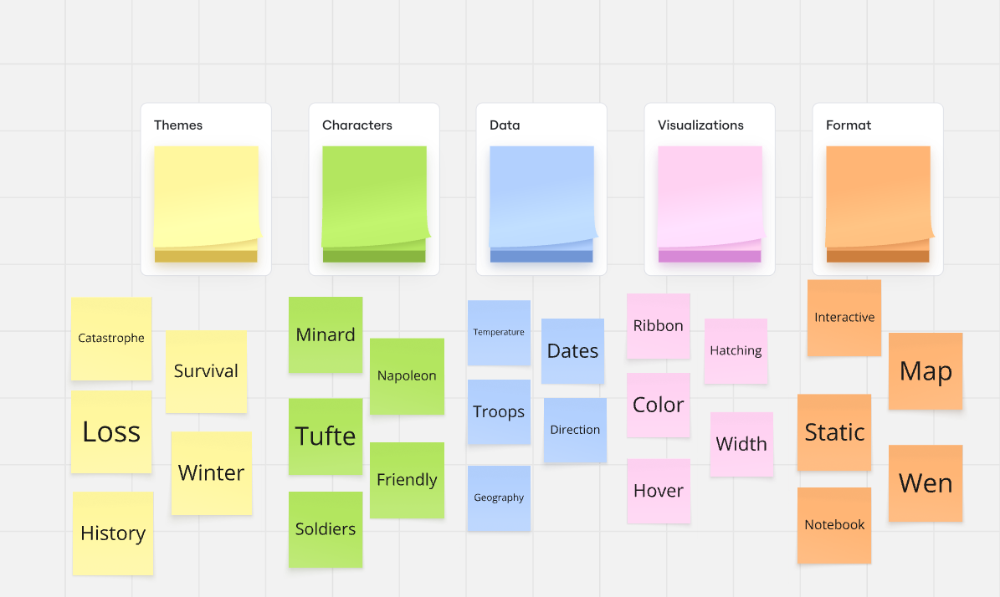 Themes
Characters
Data
Visualizations
Format
Catastrophe
Survival
Loss
Winter
History
Minard
Napoleon
Tufte
Friendly
Soldiers
Temperature
Dates
Troops
Direction
Geography
Ribbon
Hatching
Color
Width
Hover
Interactive
Map
Static
Wen
Notebook